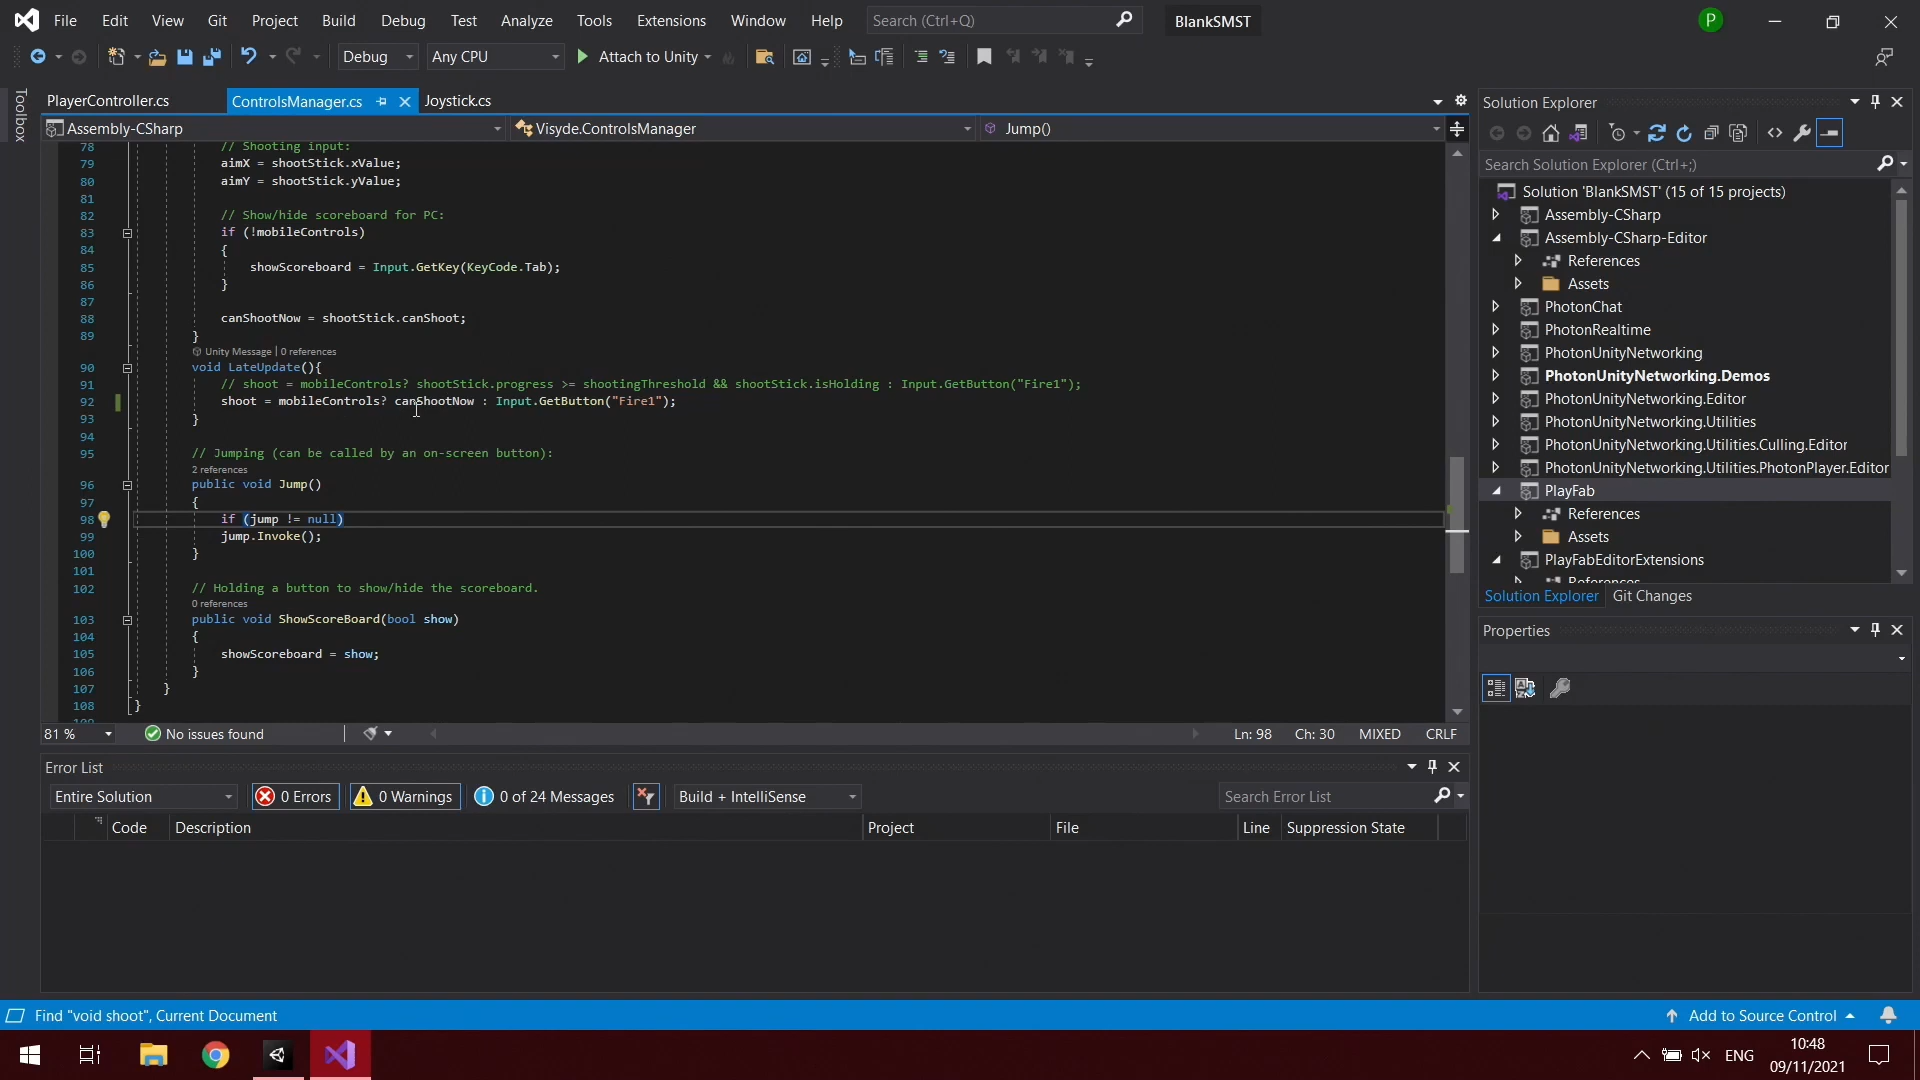 File Edit View Git Project Build Debug Test Analyze Tools Extensions Window Help Search (Ctrl+Q) BlankSMST P
Debug Any CPU Attach to Unity
Toolbox
PlayerController.cs ControlsManager.cs Joystick.cs
Assembly-CSharp Visyde.ControlsManager Jump()
78 // Shooting input:
79 aimX = shootStick.xValue;
80 aimY = shootStick.yValue;
81
82 // Show/hide scoreboard for PC:
83 if (!mobileControls)
84 {
85 showScoreboard = Input.GetKey(KeyCode.Tab);
86 }
87
88 canShootNow = shootStick.canShoot;
89 }
Unity Message | 0 references
90 void LateUpdate(){
91 // shoot = mobileControls? shootStick.progress >= shootingThreshold && shootStick.isHolding : Input.GetButton("Fire1");
92 shoot = mobileControls? canShootNow : Input.GetButton("Fire1");
93 }
94
95 // Jumping (can be called by an on-screen button):
2 references
96 public void Jump()
97 {
98 if (jump != null)
99 jump.Invoke();
100 }
101
102 // Holding a button to show/hide the scoreboard.
0 references
103 public void ShowScoreBoard(bool show)
104 {
105 showScoreboard = show;
106 }
107 }
108 }
109
81 % No issues found Ln: 98 Ch: 30 MIXED CRLF
Error List
Entire Solution 0 Errors 0 Warnings 0 of 24 Messages Build + IntelliSense Search Error List
Code Description Project File Line Suppression State
Solution Explorer
Search Solution Explorer (Ctrl+;)
Solution 'BlankSMST' (15 of 15 projects)
Assembly-CSharp
Assembly-CSharp-Editor
References
Assets
PhotonChat
PhotonRealtime
PhotonUnityNetworking
PhotonUnityNetworking.Demos
PhotonUnityNetworking.Editor
PhotonUnityNetworking.Utilities
PhotonUnityNetworking.Utilities.Culling.Editor
PhotonUnityNetworking.Utilities.PhotonPlayer.Editor
PlayFab
References
Assets
PlayFabEditorExtensions
References
Solution Explorer Git Changes
Properties
Find "void shoot", Current Document Add to Source Control
ENG
10:48
09/11/2021